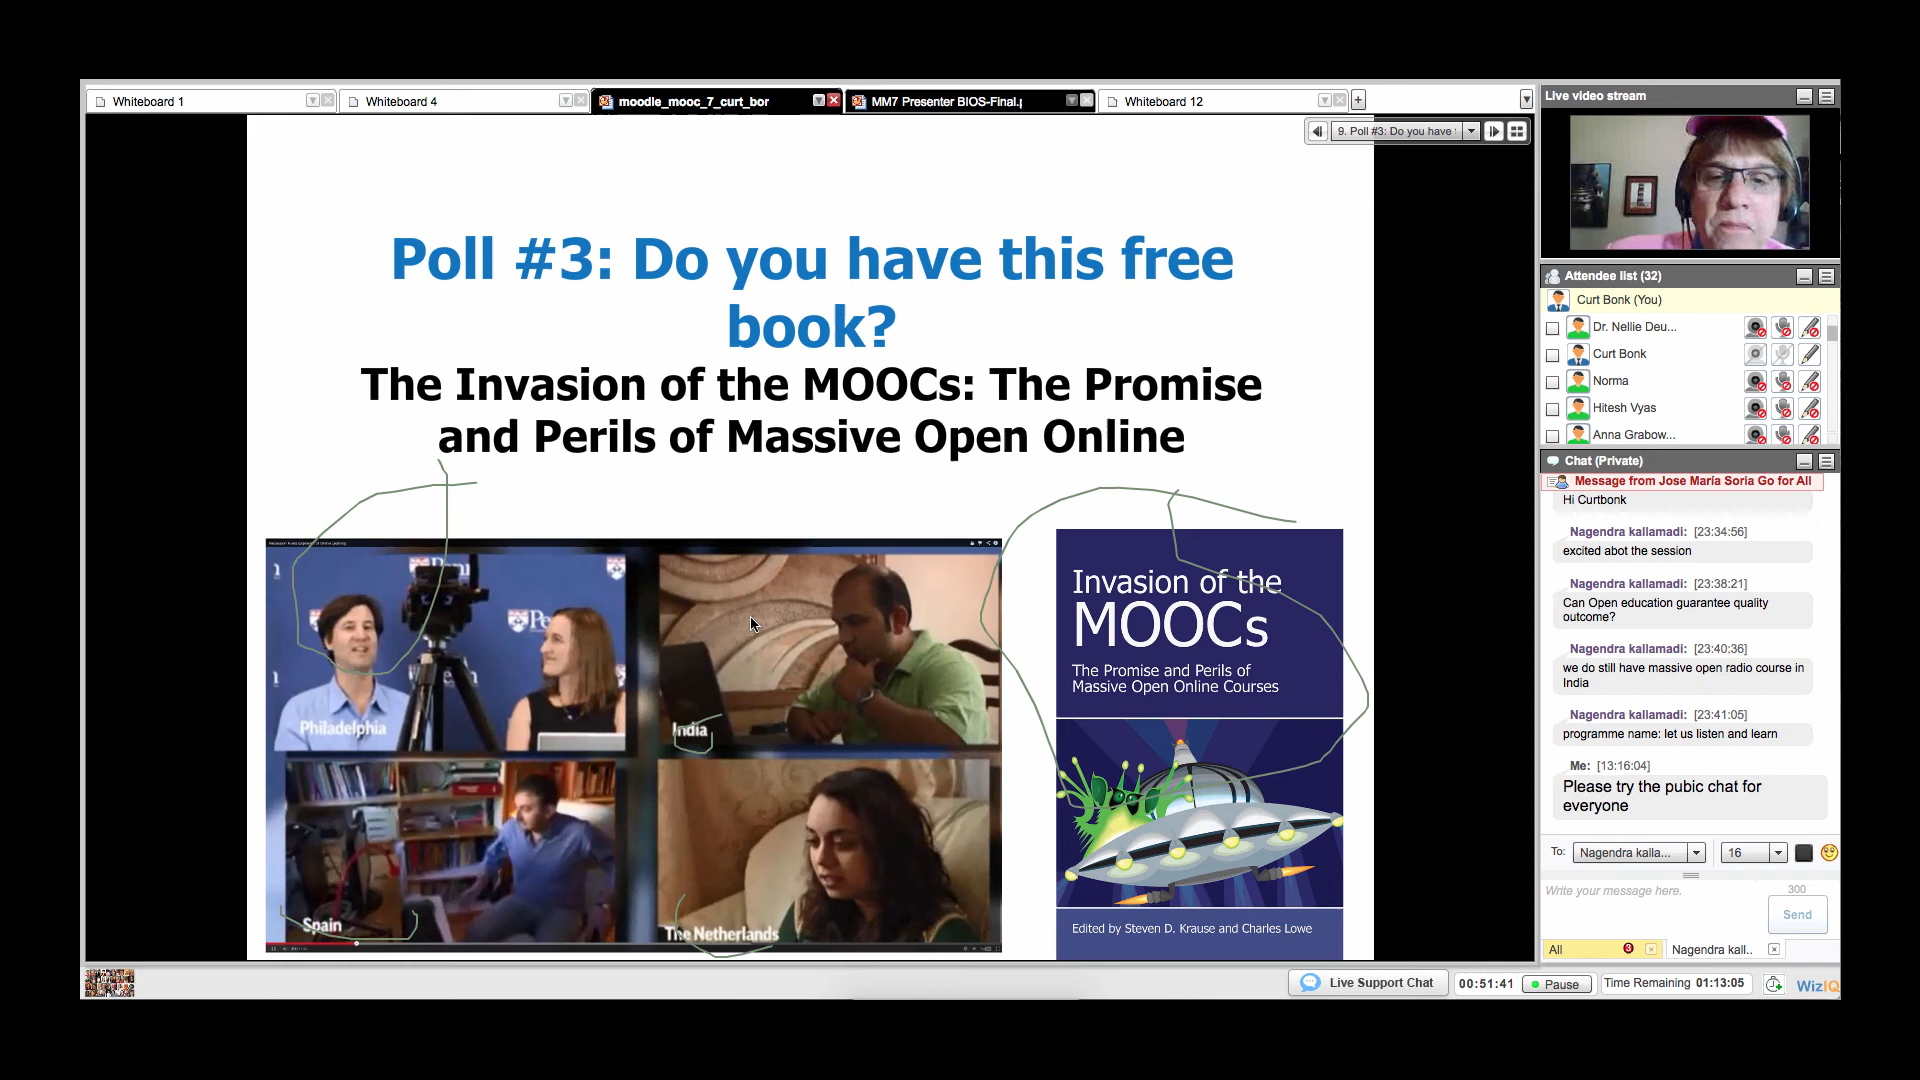 Whiteboard 1
Whiteboard 4
moodle_mooc_7_curt_bor
MM7 Presenter BIOS-Final.p
Whiteboard 12
9. Poll #3: Do you have
Poll #3: Do you have this free
book?
The Invasion of the MOOCs: The Promise
and Perils of Massive Open Online
Penn
Philadelphia
India
Spain
The Netherlands
Invasion of the
MOOCs
The Promise and Perils of
Massive Open Online Courses
Edited by Steven D. Krause and Charles Lowe
Live video stream
Attendee list (32)
Curt Bonk (You)
Dr. Nellie Deu...
Curt Bonk
Norma
Hitesh Vyas
Anna Grabow...
Chat (Private)
Message from Jose María Soria Go for All
Hi Curtbonk
Nagendra kallamadi: [23:34:56]
excited abot the session
Nagendra kallamadi: [23:38:21]
Can Open education guarantee quality
outcome?
Nagendra kallamadi: [23:40:36]
we do still have massive open radio course in
India
Nagendra kallamadi: [23:41:05]
programme name: let us listen and learn
Me: [13:16:04]
Please try the pubic chat for
everyone
To: Nagendra kalla... 16
Write your message here. 300
Send
All 3 Nagendra kall..
Live Support Chat 00:51:41 Pause Time Remaining 01:13:05 WizIQ